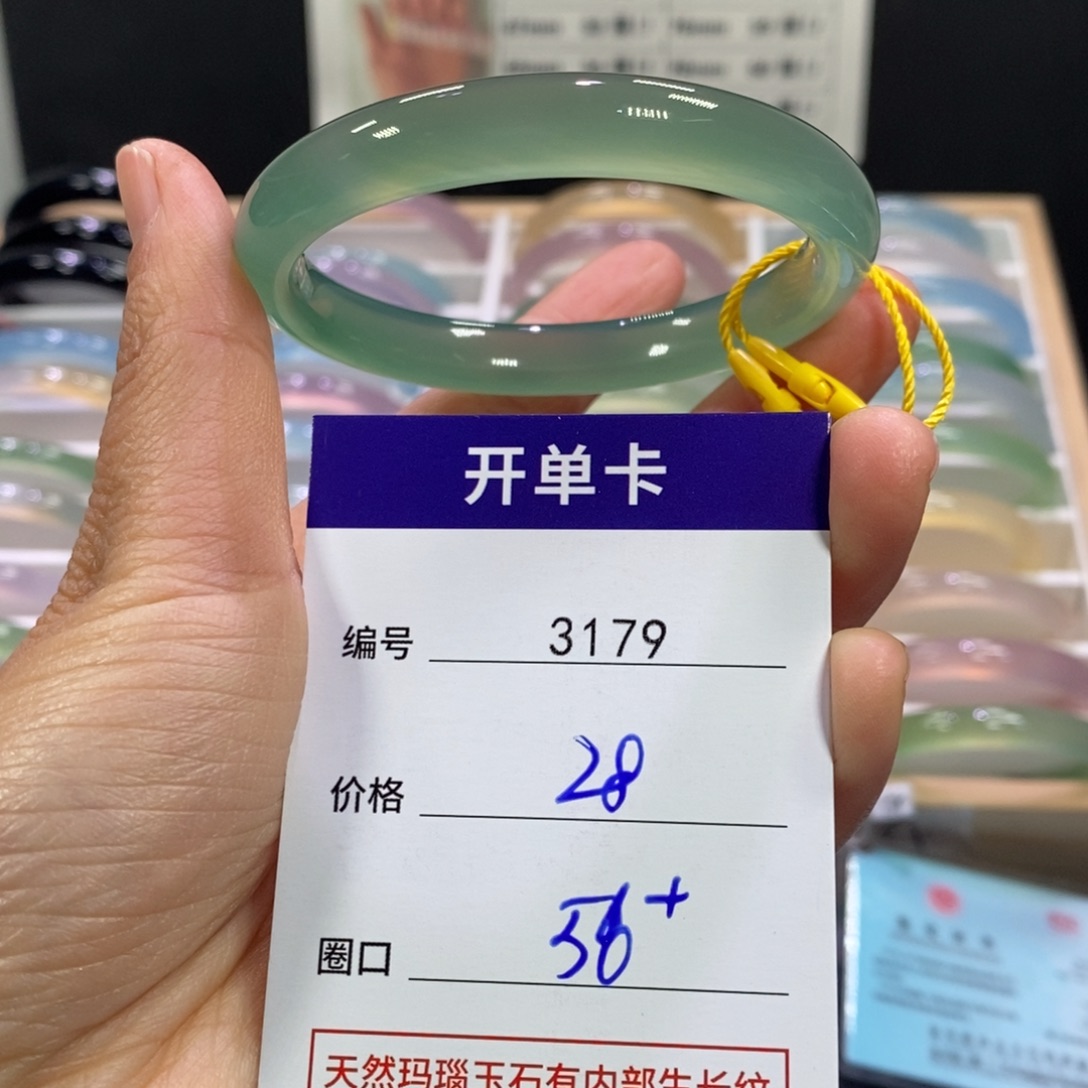 开单卡
编号 3179
价格 28
圈口 56+
天然玛瑙玉石有内部生长纹